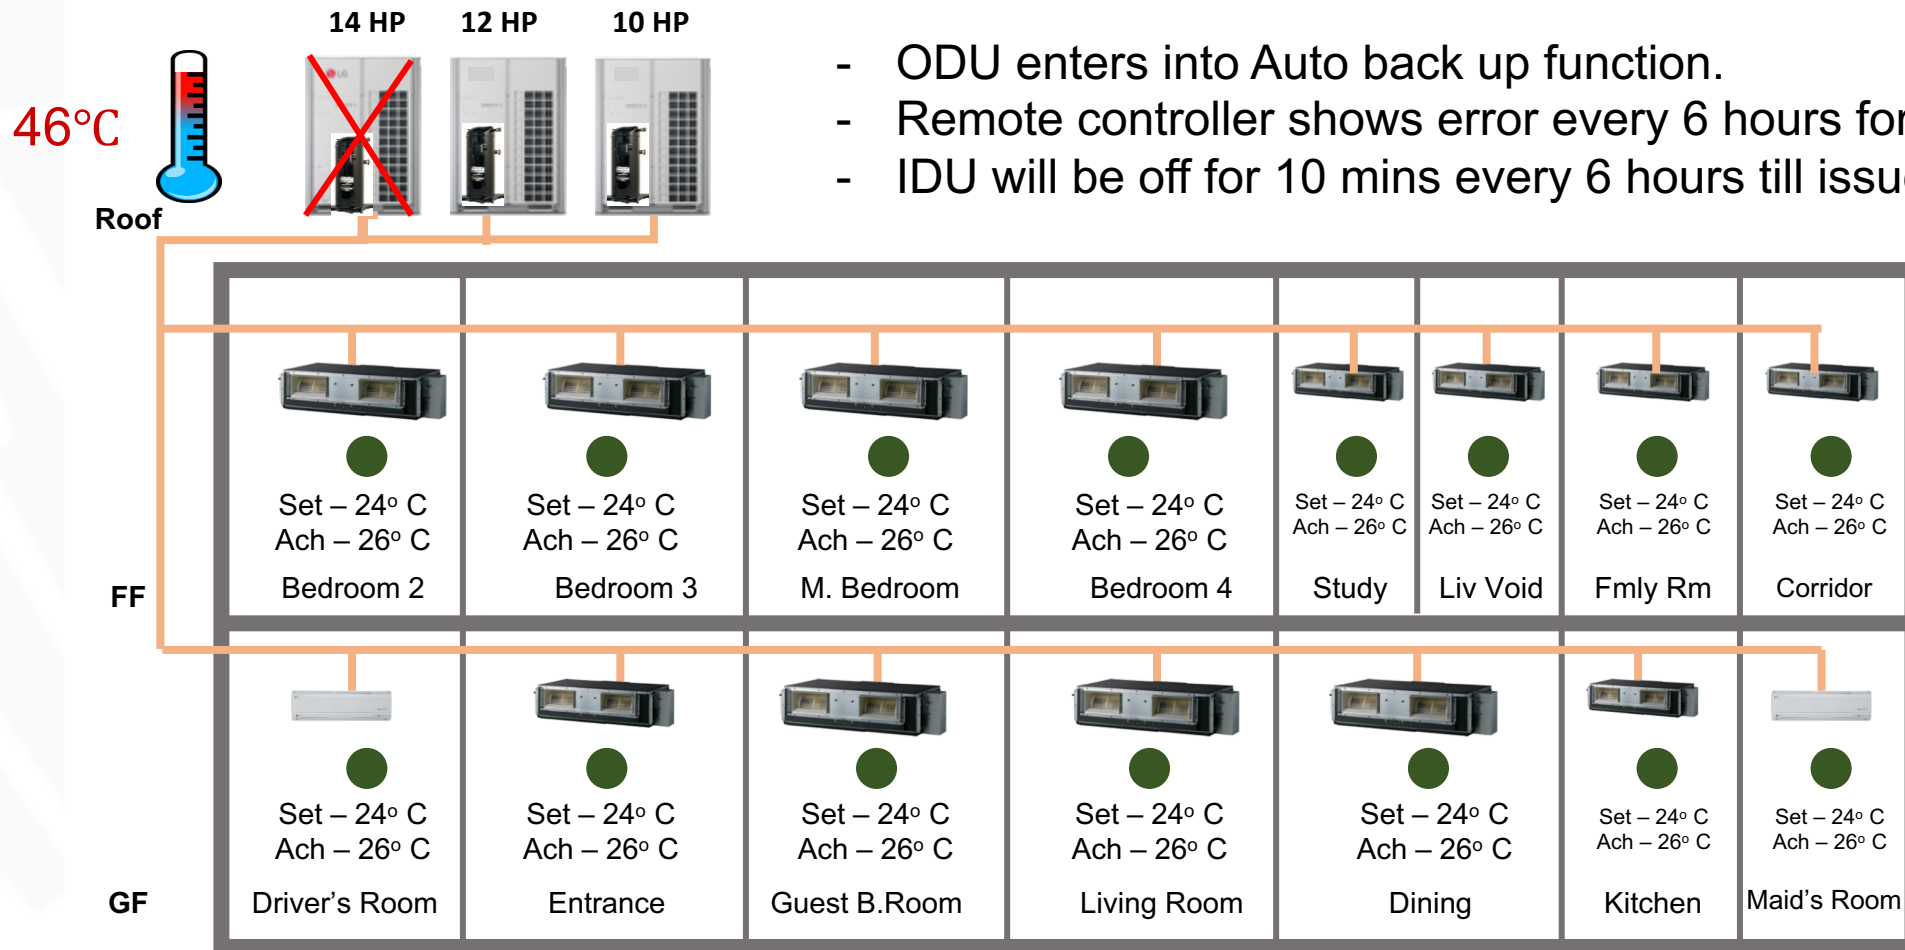 14 HP 12 HP 10 HP
- ODU enters into Auto back up function.
- Remote controller shows error every 6 hours for
- IDU will be off for 10 mins every 6 hours till
46°C
LG
Roof
Set – 24° C Set – 24° C Set – 24° C Set – 24° C Set – 24° C Set – 24° C Set – 24° C Set – 24° C
Ach – 26° C Ach – 26° C Ach – 26° C Ach – 26° C Ach – 26° C Ach – 26° C Ach – 26° C Ach – 26° C
FF Bedroom 2 Bedroom 3 M. Bedroom Bedroom 4 Study Liv Void Fmly Rm Corridor
Set – 24° C Set – 24° C Set – 24° C Set – 24° C Set – 24° C Set – 24° C Set – 24° C
Ach – 26° C Ach – 26° C Ach – 26° C Ach – 26° C Ach – 26° C Ach – 26° C Ach – 26° C
GF Driver’s Room Entrance Guest B.Room Living Room Dining Kitchen Maid’s Room